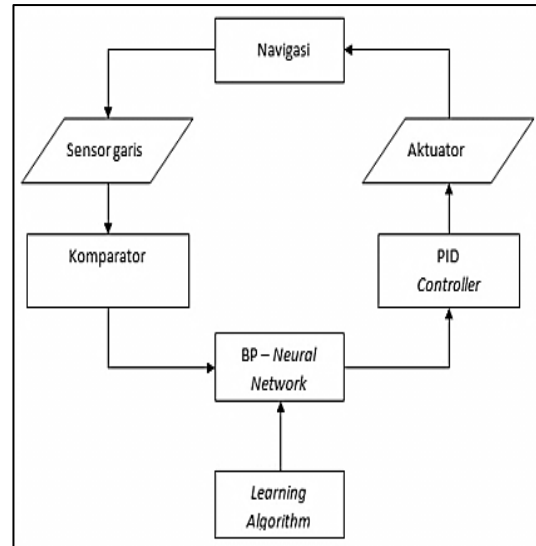 Navigasi
Sensor garis
Aktuator
Komparator
PID
Controller
BP – Neural
Network
Learning
Algorithm